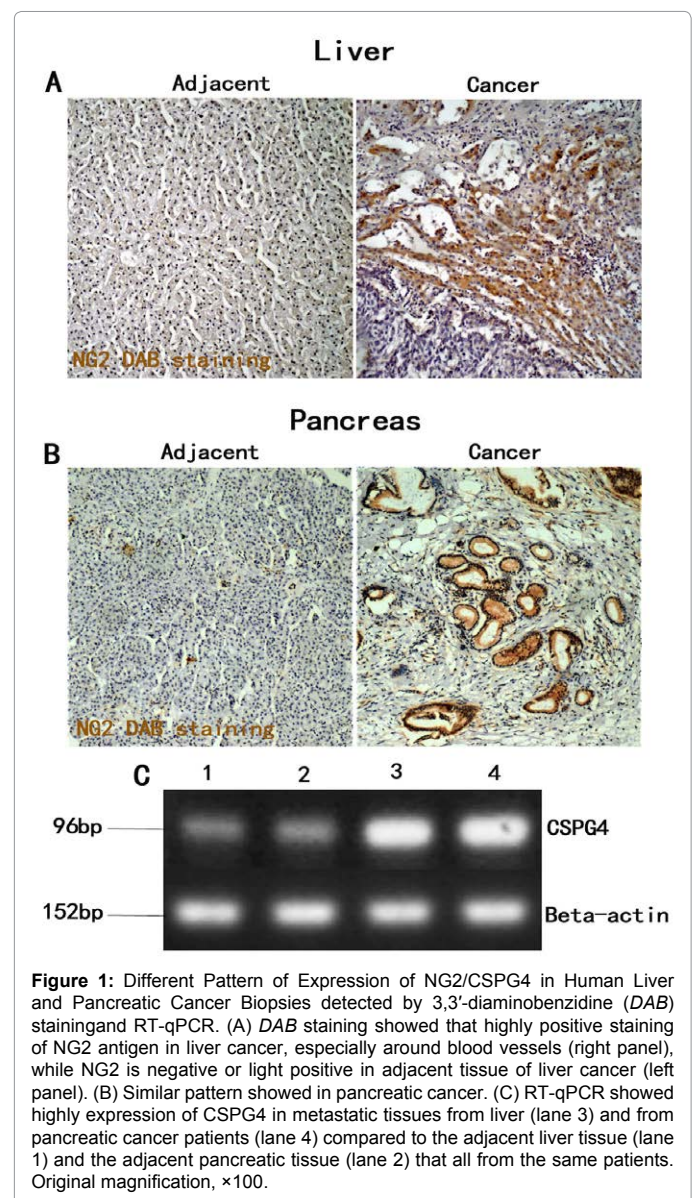 Liver
A
Adjacent Cancer
NG2 DAB staining
Pancreas
B
Adjacent Cancer
NG2 DAB staining
C 1 2 3 4
96bp CSPG4
152bp Beta-actin
Figure 1: Different Pattern of Expression of NG2/CSPG4 in Human Liver
and Pancreatic Cancer Biopsies detected by 3,3′-diaminobenzidine (DAB)
stainingand RT-qPCR. (A) DAB staining showed that highly positive staining
of NG2 antigen in liver cancer, especially around blood vessels (right panel),
while NG2 is negative or light positive in adjacent tissue of liver cancer (left
panel). (B) Similar pattern showed in pancreatic cancer. (C) RT-qPCR showed
highly expression of CSPG4 in metastatic tissues from liver (lane 3) and from
pancreatic cancer patients (lane 4) compared to the adjacent liver tissue (lane
1) and the adjacent pancreatic tissue (lane 2) that all from the same patients.
Original magnification, ×100.